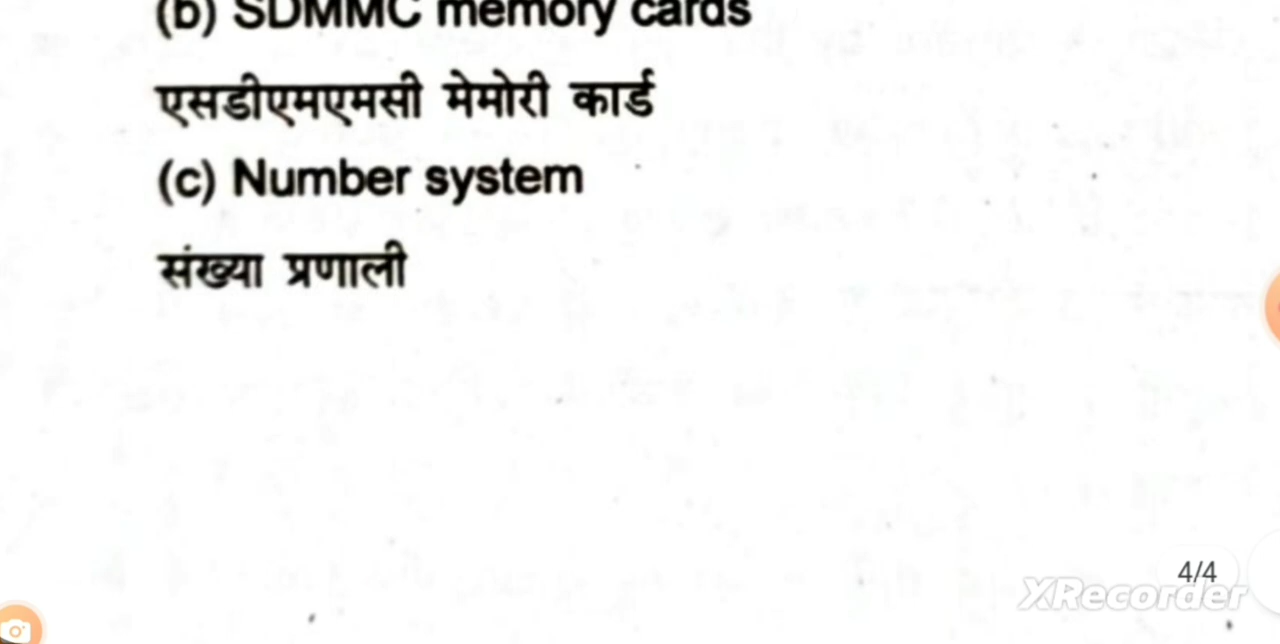 (b) SDMMC memory cards
एसडीएमएमसी मेमोरी कार्ड
(c) Number system
संख्या प्रणाली
4/4
XRecorder